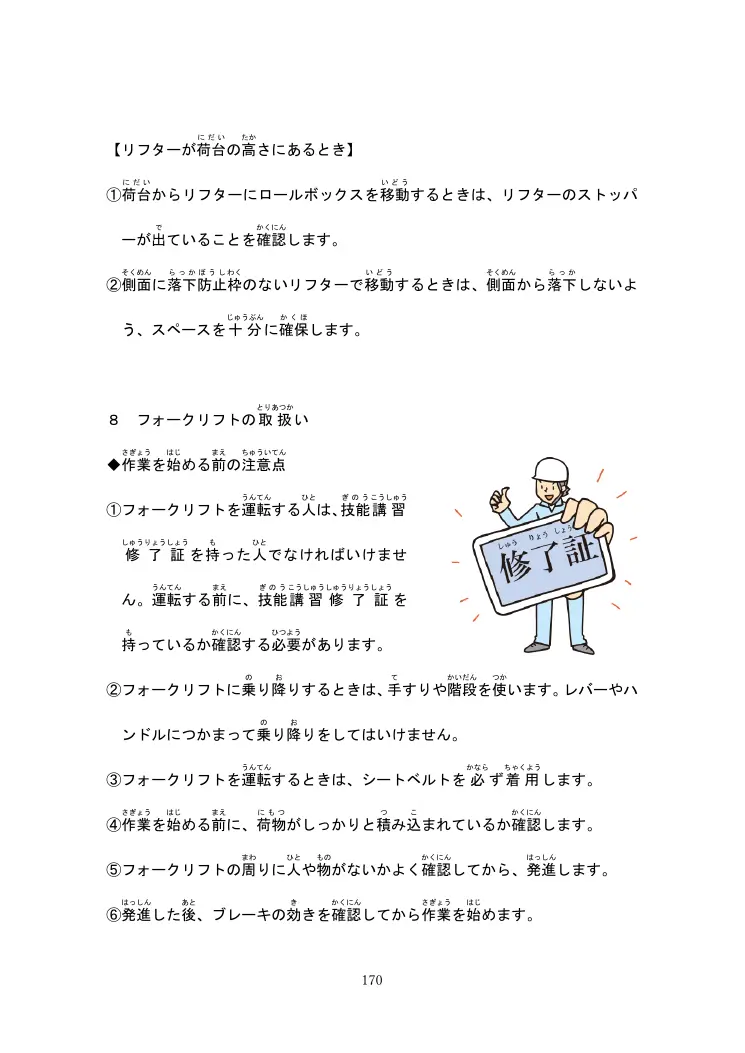 【リフターが荷台の高さにあるとき】
①荷台からリフターにロールボックスを移動するときは、リフターのストッパ
ーが出ていることを確認します。
②側面に落下防止枠のないリフターで移動するときは、側面から落下しないよ
う、スペースを十分に確保します。
8 フォークリフトの取扱い
◆作業を始める前の注意点
①フォークリフトを運転する人は、技能講習
修了証を持った人でなければいけませ
ん。運転する前に、技能講習修了証を
持っているか確認する必要があります。
修了証
②フォークリフトに乗り降りするときは、手すりや階段を使います。レバーやハ
ンドルにつかまって乗り降りをしてはいけません。
③フォークリフトを運転するときは、シートベルトを必ず着用します。
④作業を始める前に、荷物がしっかりと積み込まれているか確認します。
⑤フォークリフトの周りに人や物がないかよく確認してから、発進します。
⑥発進した後、ブレーキの効きを確認してから作業を始めます。
170